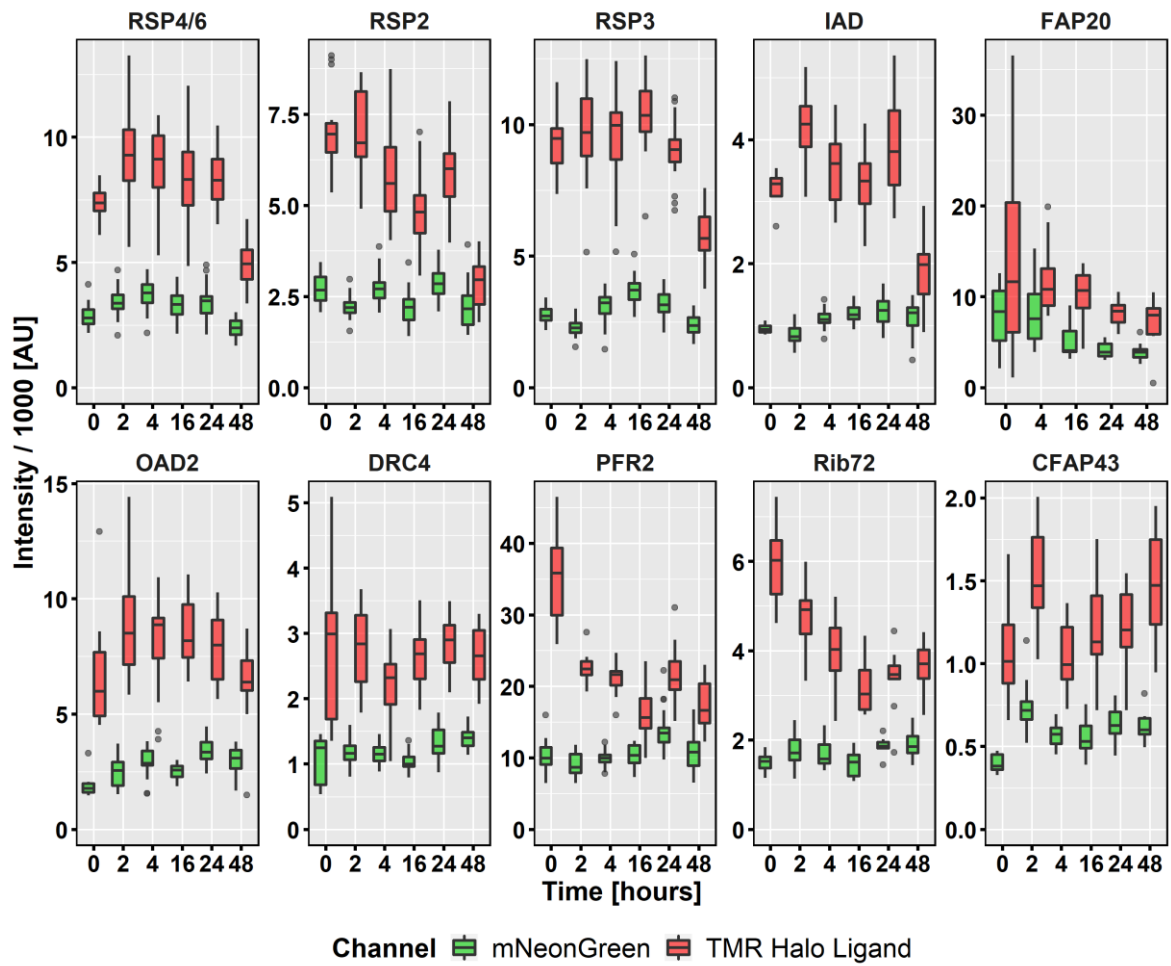 RSP4/6 RSP2 RSP3 IAD FAP20
10 5 0
7.5 5.0 2.5 0.0
10 5 0
4 2 0
30 20 10 0
0 2 4 16 24 48
0 2 4 16 24 48
0 2 4 16 24 48
0 2 4 16 24 48
0 4 16 24 48
Intensity / 1000 [AU]
OAD2 DRC4 PFR2 Rib72 CFAP43
15 10 5 0
5 4 3 2 1 0
40 30 20 10 0
6 4 2 0
2.0 1.5 1.0 0.5 0.0
0 2 4 16 24 48
0 2 4 16 24 48
0 2 4 16 24 48
0 2 4 16 24 48
0 2 4 16 24 48
Time [hours]
Channel mNeonGreen TMR Halo Ligand